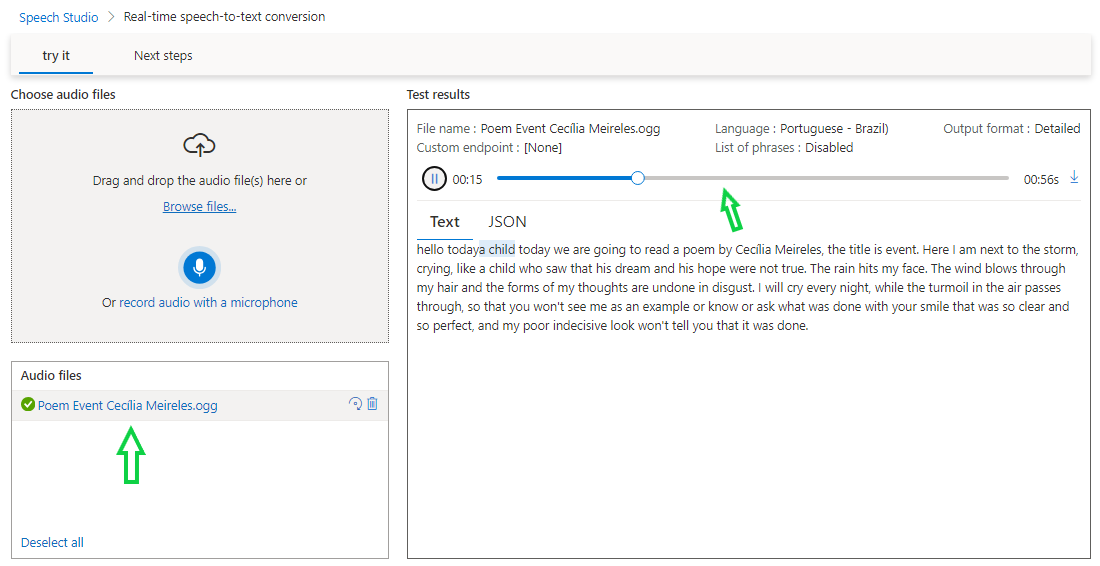 Speech Studio > Real-time speech-to-text conversion
try it Next steps
Choose audio files
Drag and drop the audio file(s) here or
Browse files...
Or record audio with a microphone
Audio files
Poem Event Cecília Meireles.ogg
Deselect all
Test results
File name : Poem Event Cecília Meireles.ogg Language : Portuguese - Brazil) Output format : Detailed
Custom endpoint : [None] List of phrases : Disabled
00:15 00:56s
Text JSON
hello todaya child today we are going to read a poem by Cecília Meireles, the title is event. Here I am next to the storm,
crying, like a child who saw that his dream and his hope were not true. The rain hits my face. The wind blows through
my hair and the forms of my thoughts are undone in disgust. I will cry every night, while the turmoil in the air passes
through, so that you won't see me as an example or know or ask what was done with your smile that was so clear and
so perfect, and my poor indecisive look won't tell you that it was done.